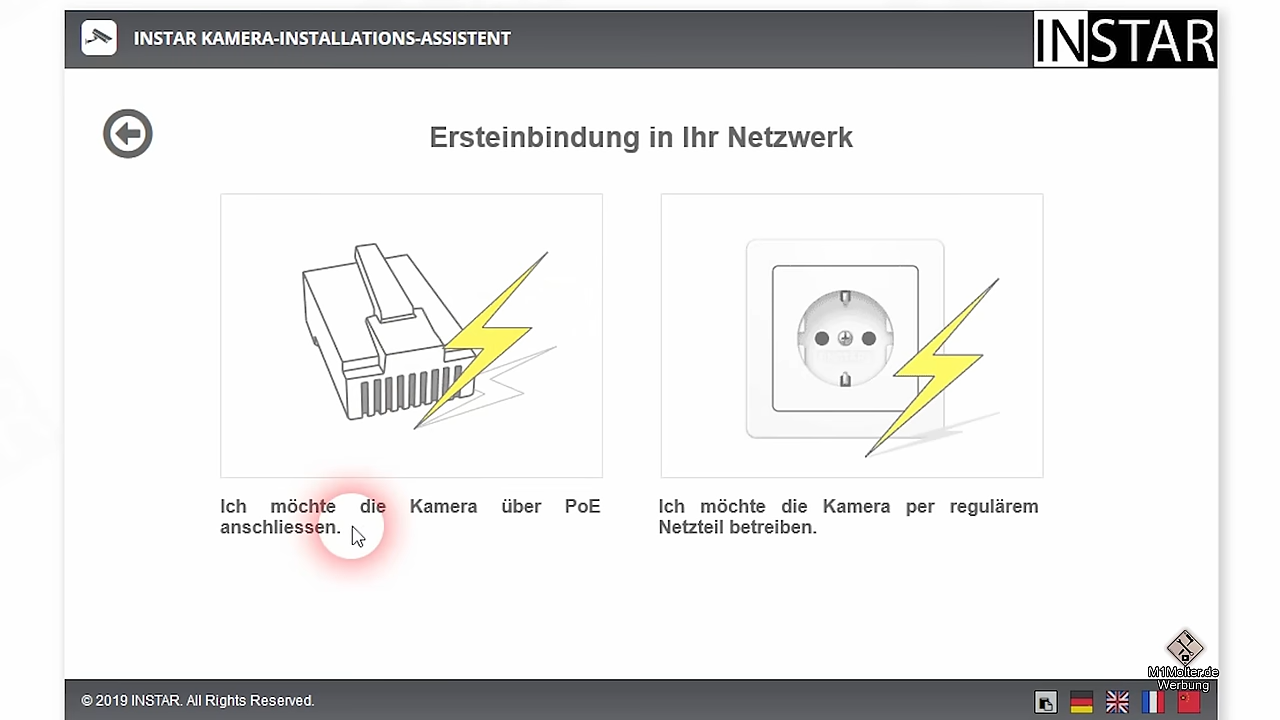 INSTAR KAMERA-INSTALLATIONS-ASSISTENT
INSTAR
Ersteinbindung in Ihr Netzwerk
Ich möchte die Kamera über PoE
anschliessen.
Ich möchte die Kamera per regulärem
Netzteil betreiben.
M1Molter.de
Werbung
© 2019 INSTAR. All Rights Reserved.